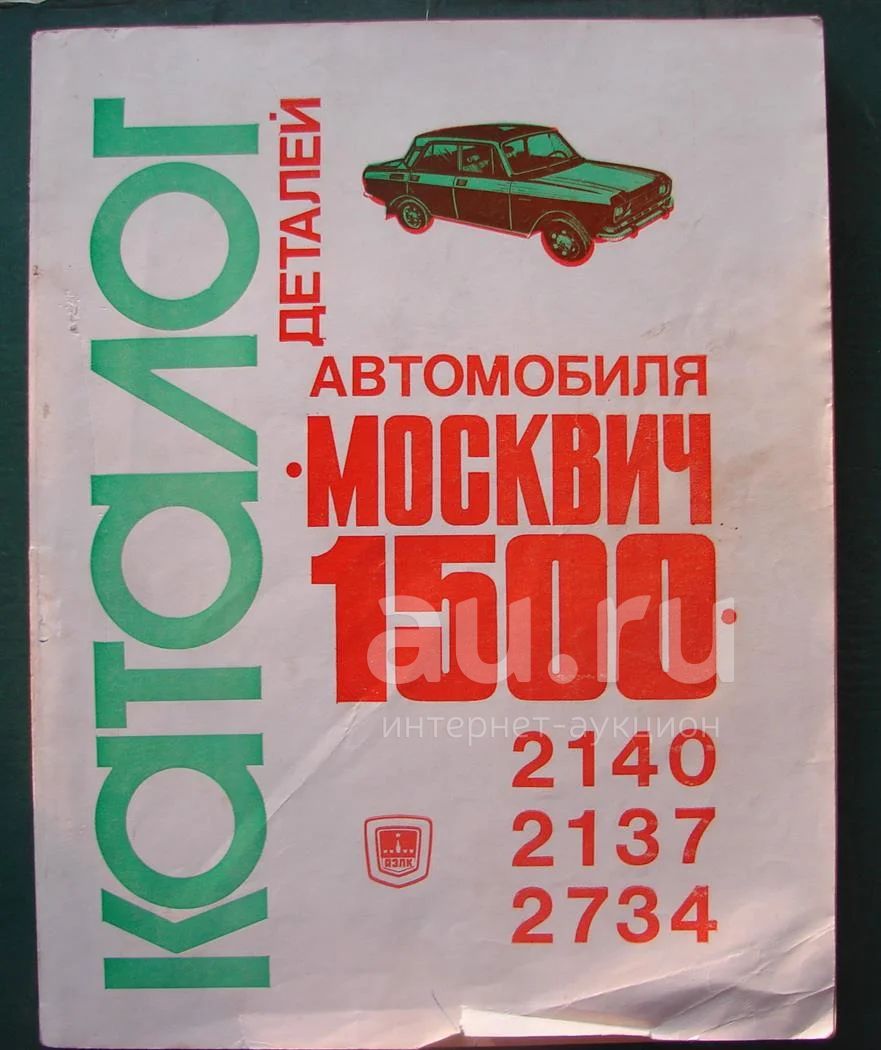 каталог
ДЕТАЛЕЙ
АВТОМОБИЛЯ
·МОСКВИЧ
1500·
2140
2137
2734
АЗЛК
au.ru
интернет-аукцион